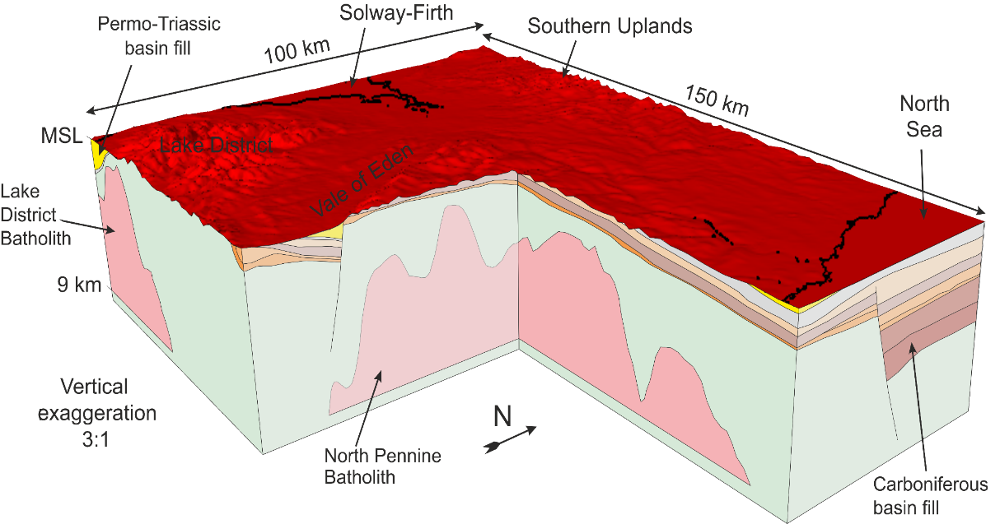 Permo-Triassic
basin fill
Solway-Firth
100 km
Southern Uplands
150 km
North
Sea
MSL
Lake District
Vale of Eden
Lake
District
Batholith
9 km
Vertical
exaggeration
3:1
N
North Pennine
Batholith
Carboniferous
basin fill